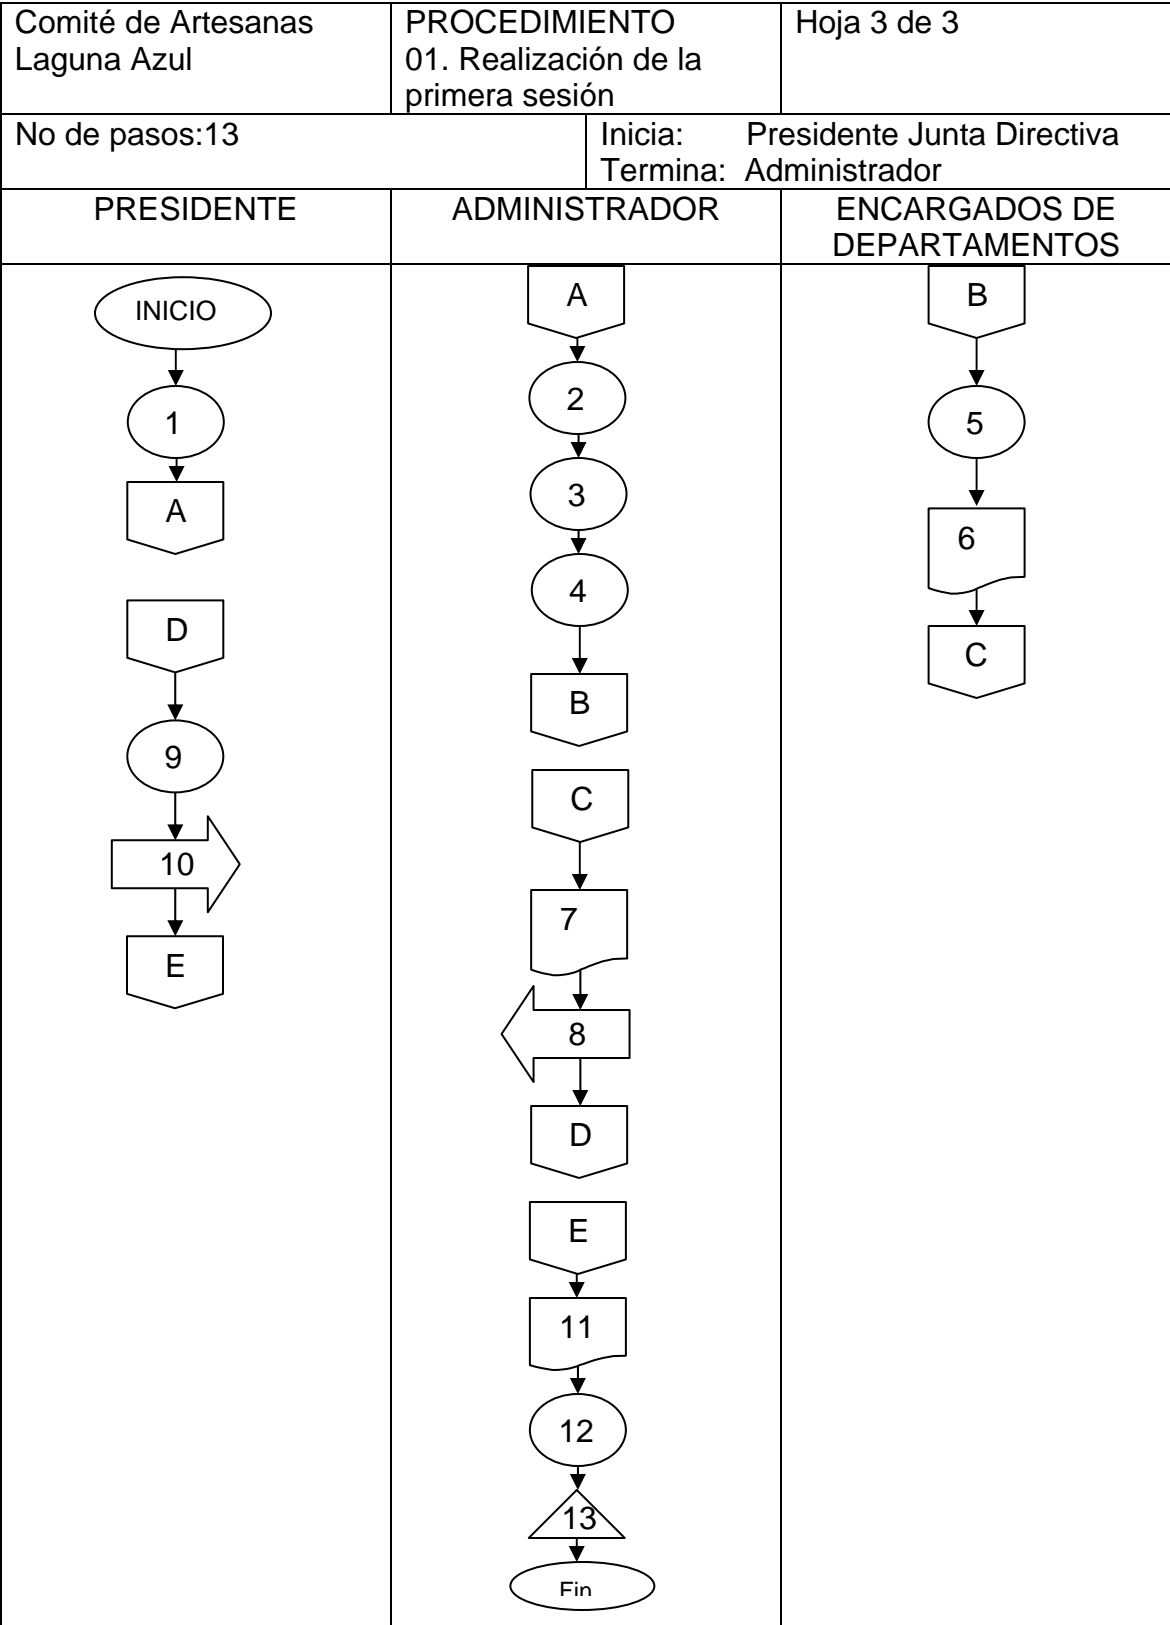 Comité de Artesanas
Laguna Azul
PROCEDIMIENTO
01. Realización de la
primera sesión
Hoja 3 de 3
No de pasos:13
Inicia: Presidente Junta Directiva
Termina: Administrador
PRESIDENTE
ADMINISTRADOR
ENCARGADOS DE
DEPARTAMENTOS
INICIO
1
A
D
9
10
E
A
2
3
4
B
C
7
8
D
E
11
12
13
Fin
B
5
6
C